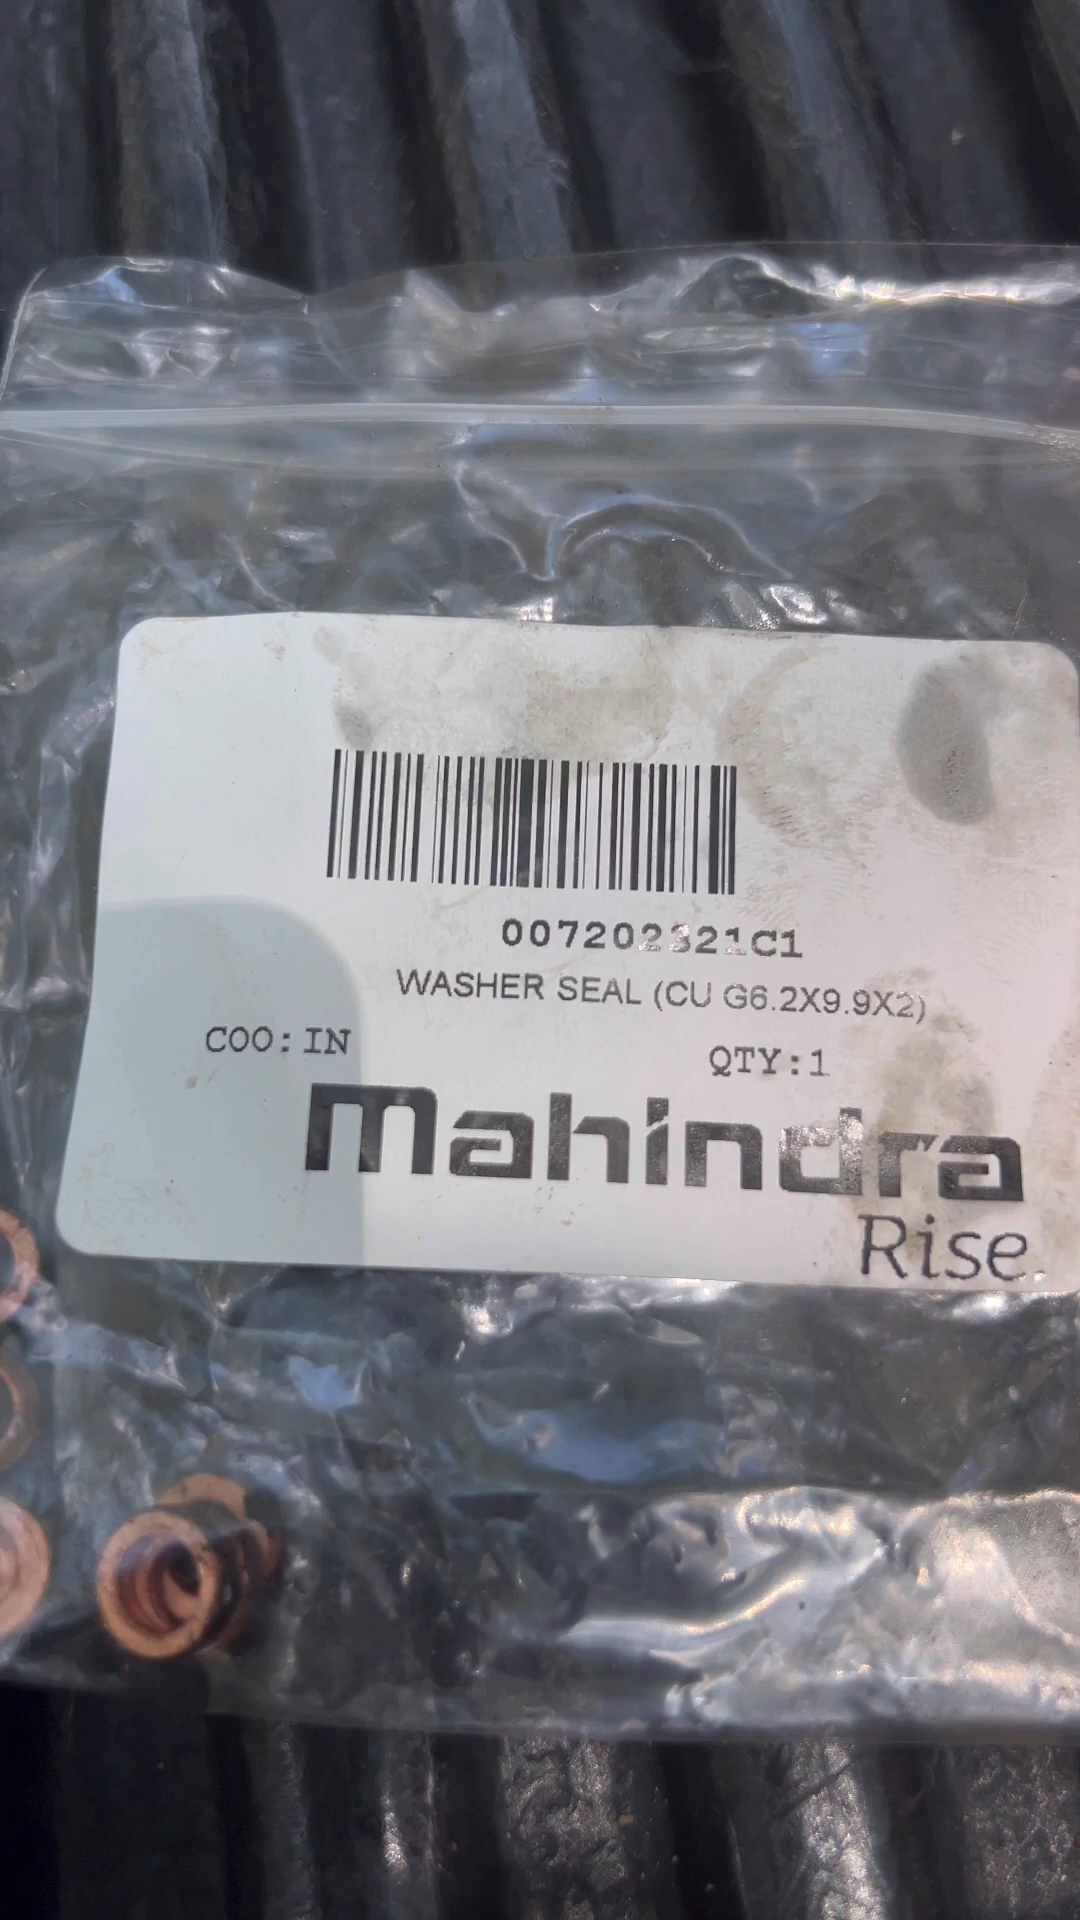 007202321C1
WASHER SEAL (CU G6.2X9.9X2)
COO:IN
QTY:1
Mahindra
Rise.